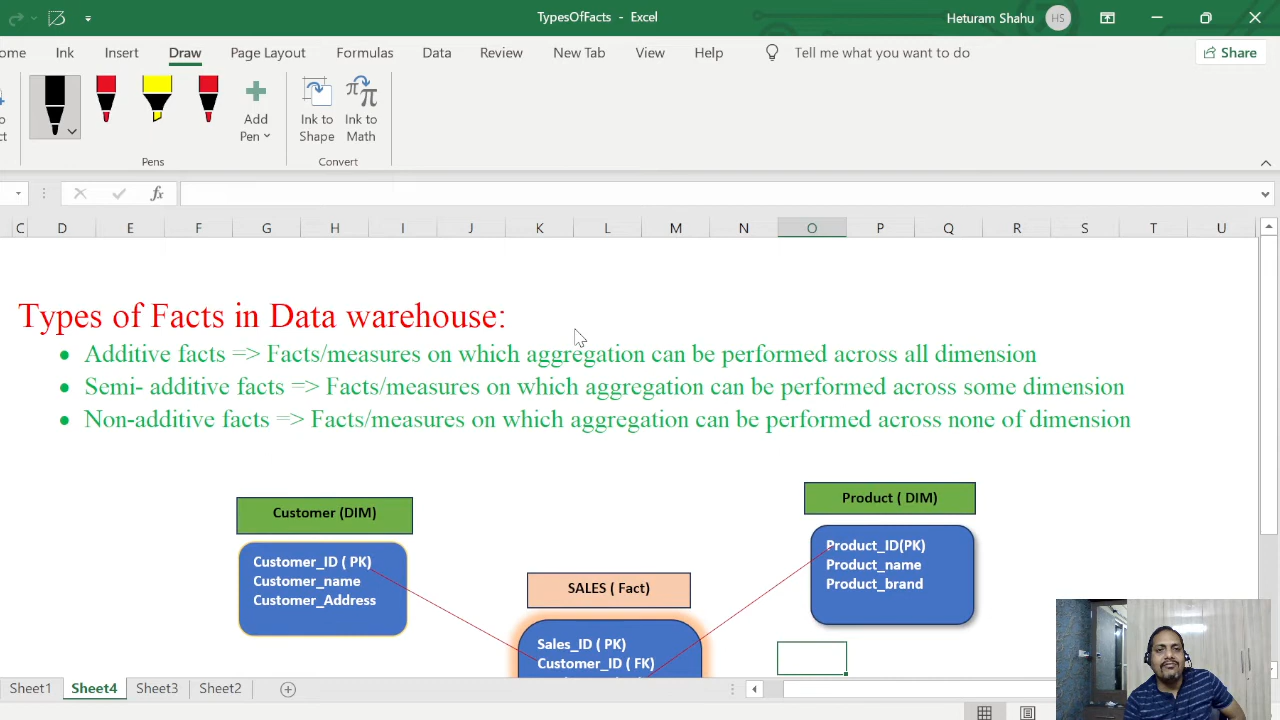 TypesOfFacts - Excel
Heturam Shahu
HS
ome
Ink
Insert
Draw
Page Layout
Formulas
Data
Review
New Tab
View
Help
Tell me what you want to do
Share
Add
Pen
Ink to
Shape
Ink to
Math
Pens
Convert
fx
C D E F G H I J K L M N O P Q R S T U
Types of Facts in Data warehouse:
• Additive facts => Facts/measures on which aggregation can be performed across all dimension
• Semi- additive facts => Facts/measures on which aggregation can be performed across some dimension
• Non-additive facts => Facts/measures on which aggregation can be performed across none of dimension
Customer (DIM)
Customer_ID ( PK)
Customer_name
Customer_Address
SALES ( Fact)
Sales_ID ( PK)
Customer_ID ( FK)
Product ( DIM)
Product_ID(PK)
Product_name
Product_brand
Sheet1
Sheet4
Sheet3
Sheet2